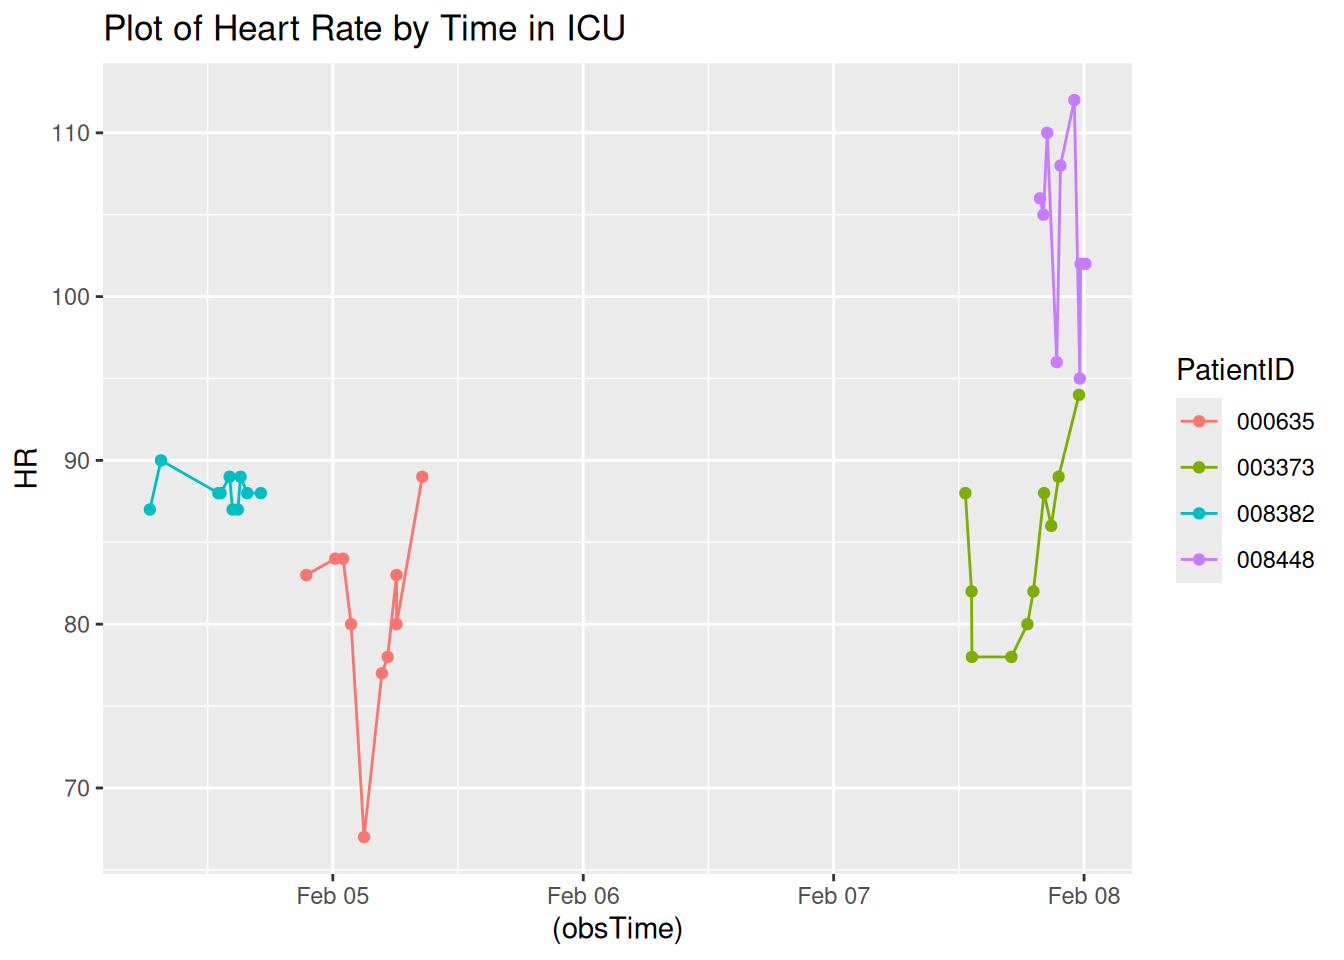 Plot of Heart Rate by Time in ICU
110
100
90
80
70
HR
Feb 05 Feb 06 Feb 07 Feb 08
(obsTime)
PatientID
000635
003373
008382
008448